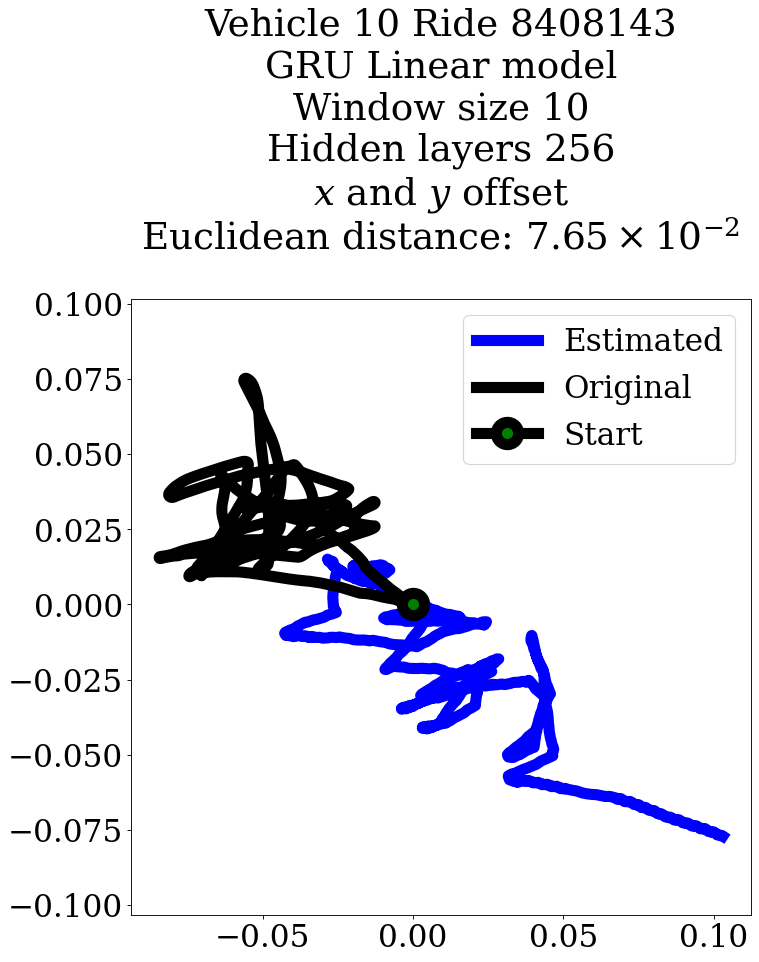 Vehicle 10 Ride 8408143
GRU Linear model
Window size 10
Hidden layers 256
x and y offset
Euclidean distance: 7.65 × 10⁻²
Estimated
Original
Start
0.100
0.075
0.050
0.025
0.000
−0.025
−0.050
−0.075
−0.100
−0.05 0.00 0.05 0.10